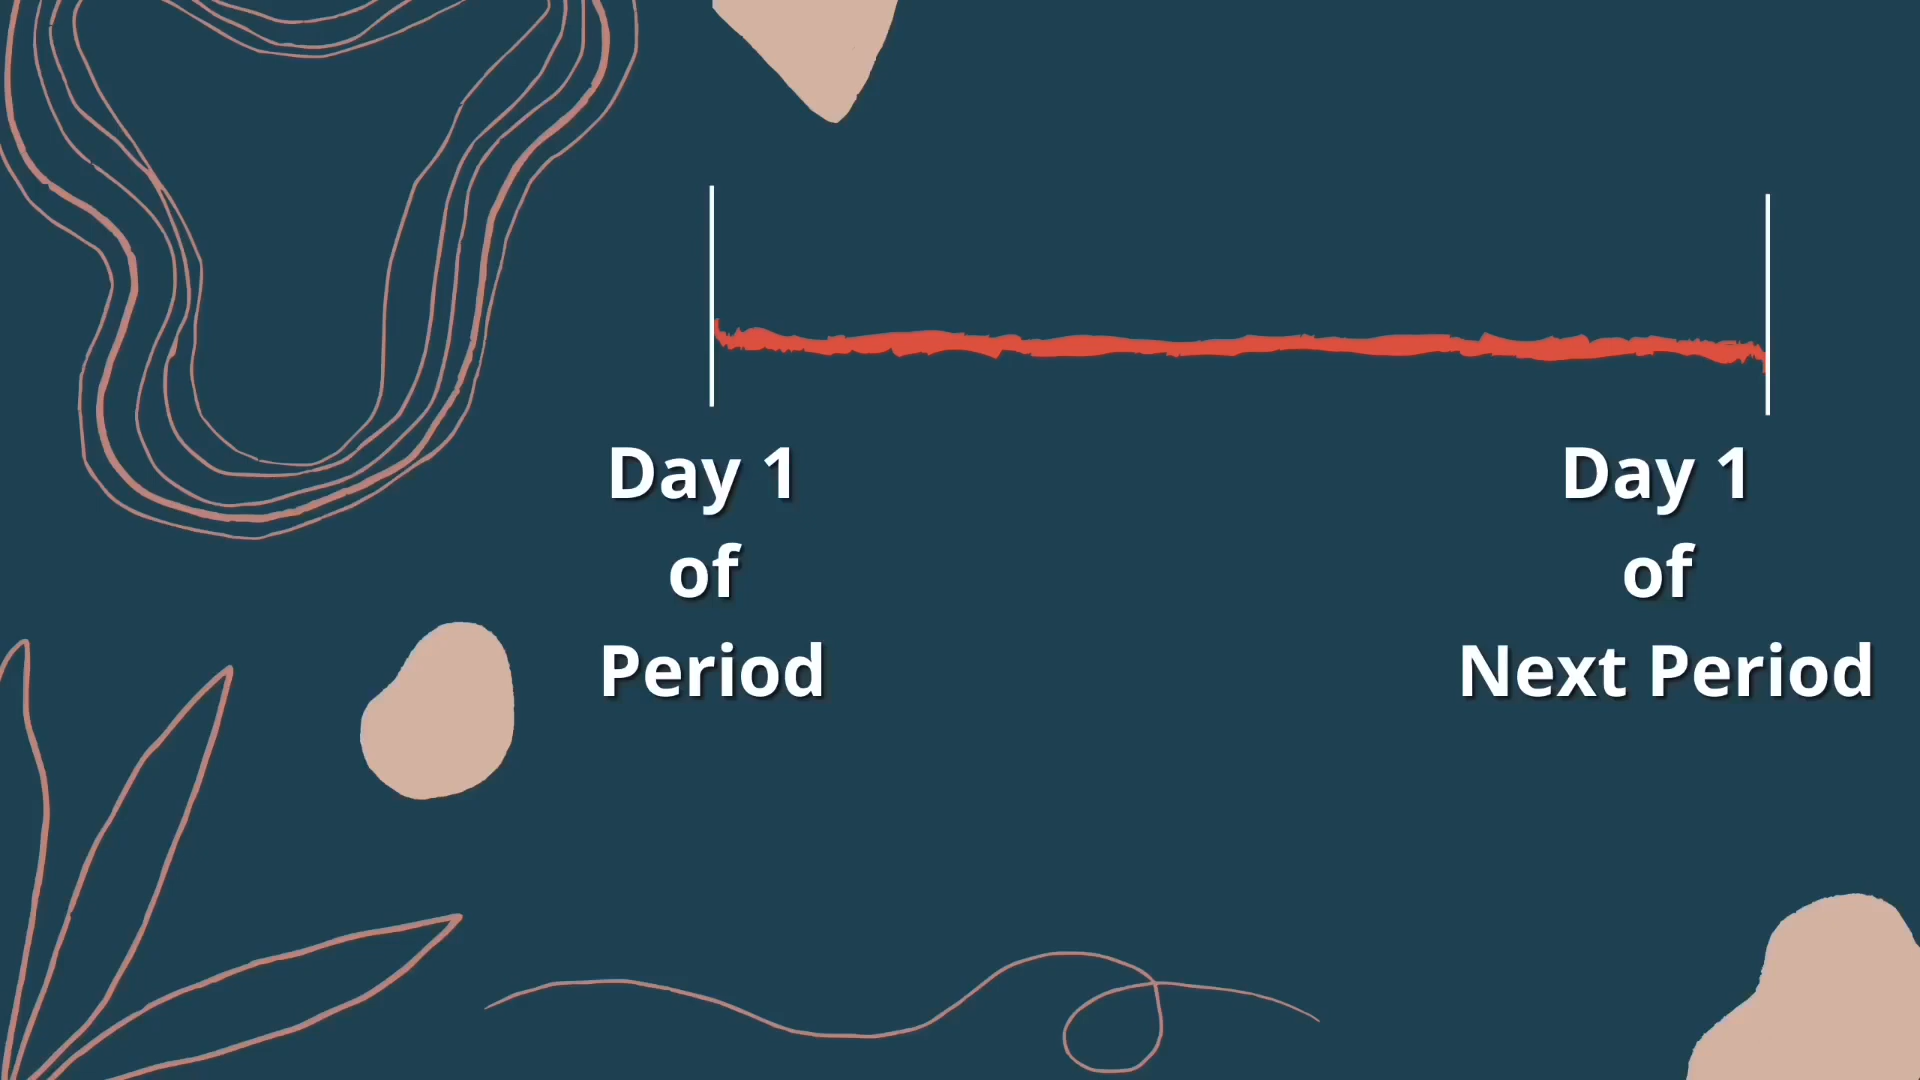 Day 1
of
Period
Day 1
of
Next Period